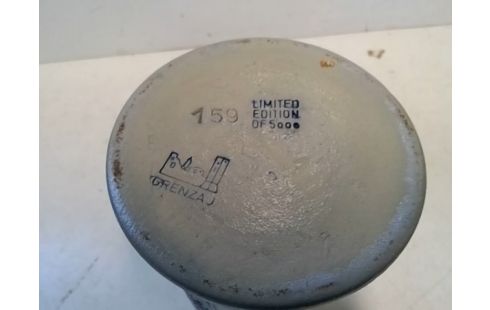 159
LIMITED
EDITION
OF 5000
GRENZAU